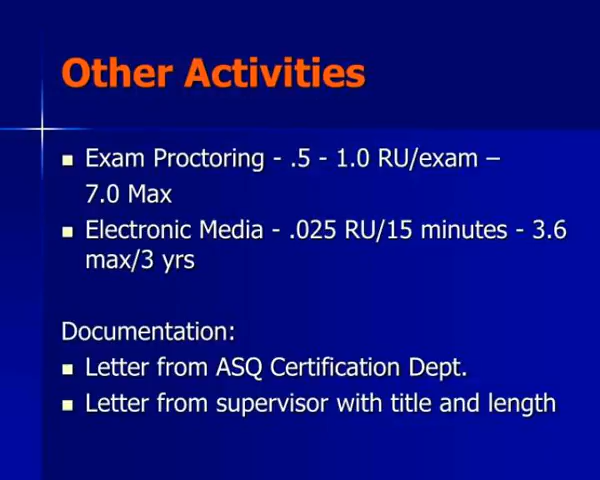 Other Activities
■ Exam Proctoring - .5 - 1.0 RU/exam –
7.0 Max
■ Electronic Media - .025 RU/15 minutes - 3.6
max/3 yrs
Documentation:
■ Letter from ASQ Certification Dept.
■ Letter from supervisor with title and length